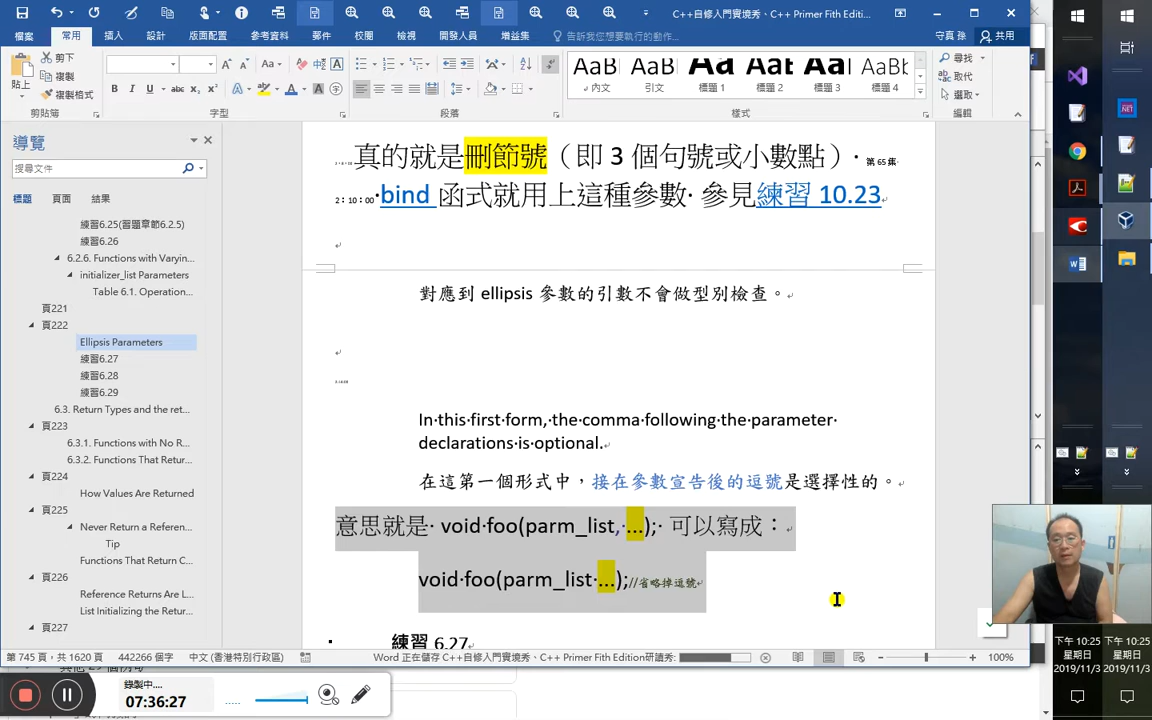 C++自修入門實境秀、C++ Primer Fith Editi...
檔案 常用 插入 設計 版面配置 參考資料 郵件 校閱 檢視 開發人員 增益集 告訴我您想要執行的動作... 守真 孫 共用
貼上 剪下 複製 複製格式
AaB AaB AaB AaB AaB AaBb
內文 引文 標題 1 標題 2 標題 3 標題 4
尋找 取代 選取
剪貼簿 字型 段落 樣式 編輯
導覽
搜尋文件
標題 頁面 結果
練習6.25(習題章節6.2.5)
練習6.26
6.2.6. Functions with Varyin...
initializer_list Parameters
Table 6.1. Operation...
頁221
頁222
Ellipsis Parameters
練習6.27
練習6.28
練習6.29
6.3. Return Types and the ret...
頁223
6.3.1. Functions with No R...
6.3.2. Functions That Retur...
頁224
How Values Are Returned
頁225
Never Return a Referen...
Tip
Functions That Return C...
頁226
Reference Returns Are L...
List Initializing the Retur...
頁227
真的就是刪節號（即 3 個句號或小數點）. 第 65 集
2：10：00 bind 函式就用上這種參數 參見練習 10.23
對應到 ellipsis 參數的引數不會做型別檢查。
In this first form, the comma following the parameter
declarations is optional.
在這第一個形式中，接在參數宣告後的逗號是選擇性的。
意思就是 void foo(parm_list, ...); 可以寫成：
void foo(parm_list ...);//省略掉逗號
練習 6.27
第 745 頁，共 1620 頁 442266 個字 中文 (香港特別行政區) Word 正在儲存 C++自修入門實境秀、C++ Primer Fith Edition研讀秀: 100%
錄製中....
07:36:27
下午 10:25 下午 10:25
星期日 星期日
2019/11/3 2019/11/3